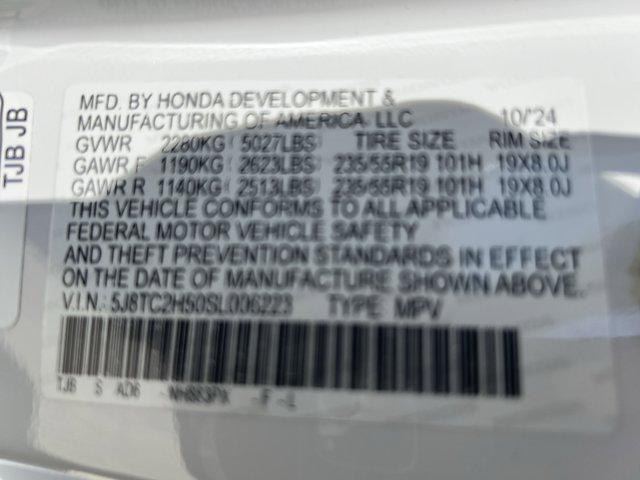 MFD. BY HONDA DEVELOPMENT &
MANUFACTURING OF AMERICA, LLC 10/24
GVWR 2280KG ( 5027LBS) TIRE SIZE RIM SIZE
GAWR F 1190KG ( 2623LBS) 235/55R19 101H 19X8.0J
GAWR R 1140KG ( 2513LBS) 235/55R19 101H 19X8.0J
THIS VEHICLE CONFORMS TO ALL APPLICABLE
FEDERAL MOTOR VEHICLE SAFETY
AND THEFT PREVENTION STANDARDS IN EFFECT
ON THE DATE OF MANUFACTURE SHOWN ABOVE.
V.I.N.: 5J8TC2H50SL006223 TYPE: MPV
TJB S AD6 NH883PX -F -L
TJB JB